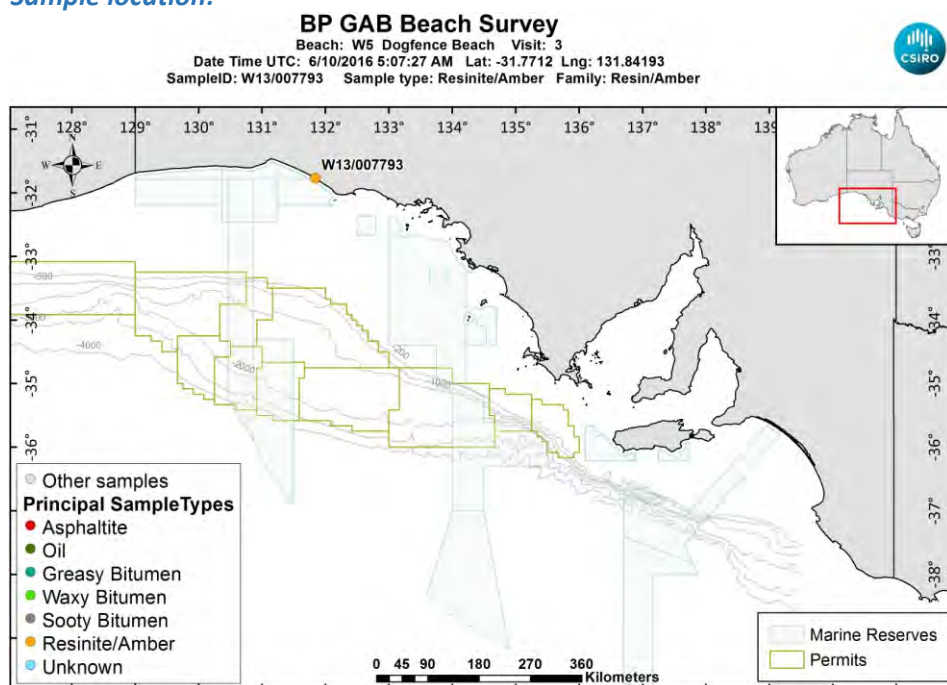 Sample location:
BP GAB Beach Survey
Beach: W5 Dogfence Beach Visit: 3
Date Time UTC: 6/10/2016 5:07:27 AM Lat: -31.7712 Lng: 131.84193
SampleID: W13/007793 Sample type: Resinite/Amber Family: Resin/Amber
CSIRO
128° 129° 130° 131° 132° 133° 134° 135° 136° 137° 138° 139
-31°
-32°
-33°
-34°
-35°
-36°
-37°
-38°
-33°
-34°
-35°
-36°
-37°
-38°
N
W E
S
W13/007793
-200
-1000
-2000
-4000
Other samples
Principal SampleTypes
Asphaltite
Oil
Greasy Bitumen
Waxy Bitumen
Sooty Bitumen
Resinite/Amber
Unknown
0 45 90 180 270 360
Kilometers
Marine Reserves
Permits